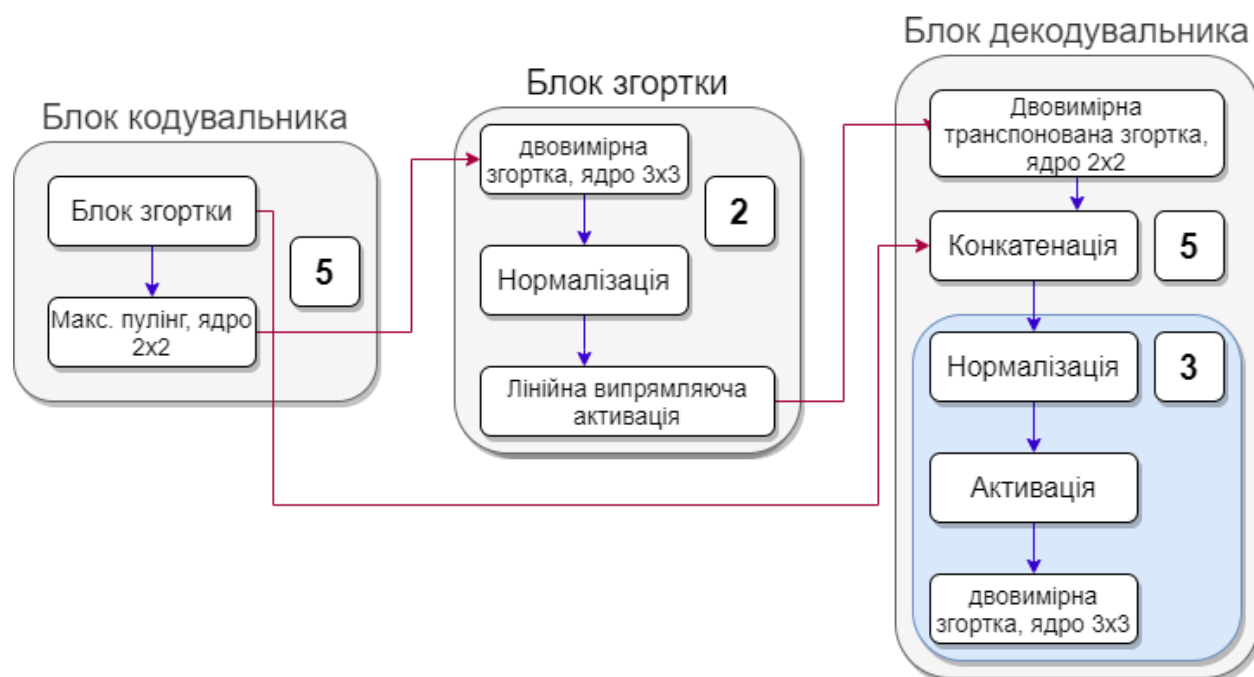 Блок кодувальника
Блок згортки
5
Макс. пулінг, ядро
2x2
Блок згортки
двовимірна
згортка, ядро 3x3
2
Нормалізація
Лінійна випрямляюча
активація
Блок декодувальника
Двовимірна
транспонована згортка,
ядро 2x2
Конкатенація
5
Нормалізація
3
Активація
двовимірна
згортка, ядро 3x3